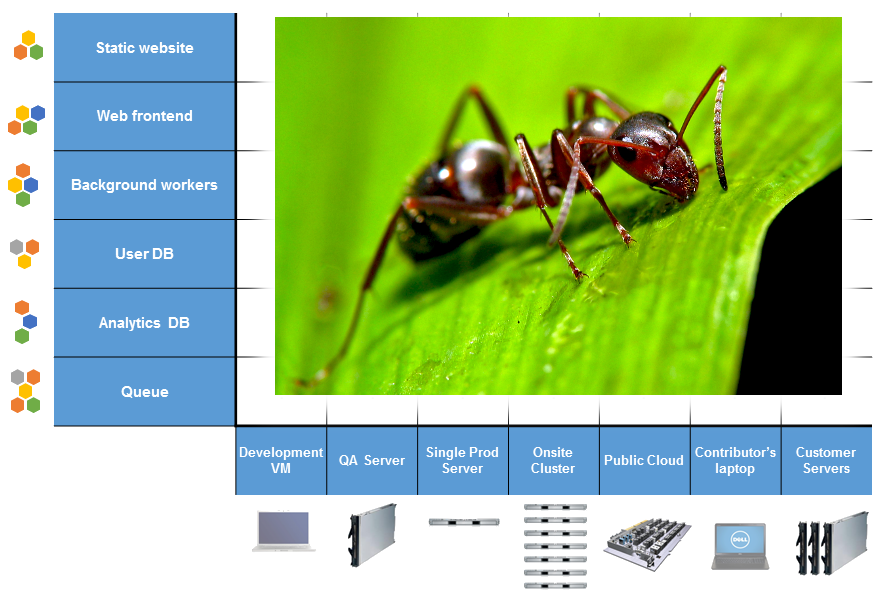 Static website
Web frontend
Background workers
User DB
Analytics DB
Queue
Development
VM
QA Server
Single Prod
Server
Onsite
Cluster
Public Cloud
Contributor's
laptop
Customer
Servers
DELL